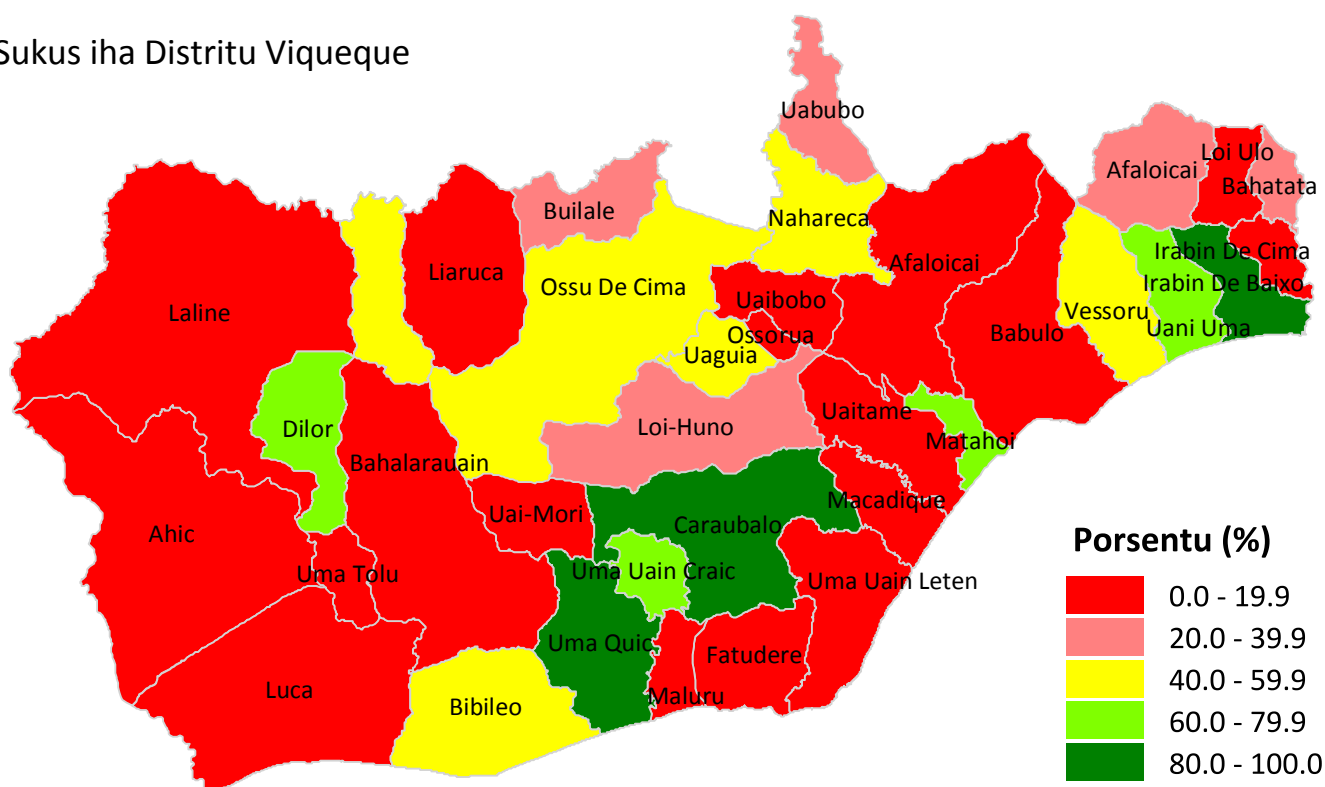 Sukus iha Distritu Viqueque
Uabubo
Loi Ulo
Afaloicai
Bahatata
Builale
Nahareca
Irabin De Cima
Afaloicai
Liaruca
Irabin De Baixo
Ossu De Cima
Uaibobo
Laline
Vessoru
Uani Uma
Babulo
Ossorua
Uaguia
Uaitame
Loi-Huno
Dilor
Matahoi
Bahalarauain
Macadique
Uai-Mori
Caraubalo
Ahic
Uma Tolu
Uma Uain Craic
Uma Uain Leten
Uma Quic
Fatudere
Luca
Maluru
Bibileo
Porsentu (%)
0.0 - 19.9
20.0 - 39.9
40.0 - 59.9
60.0 - 79.9
80.0 - 100.0